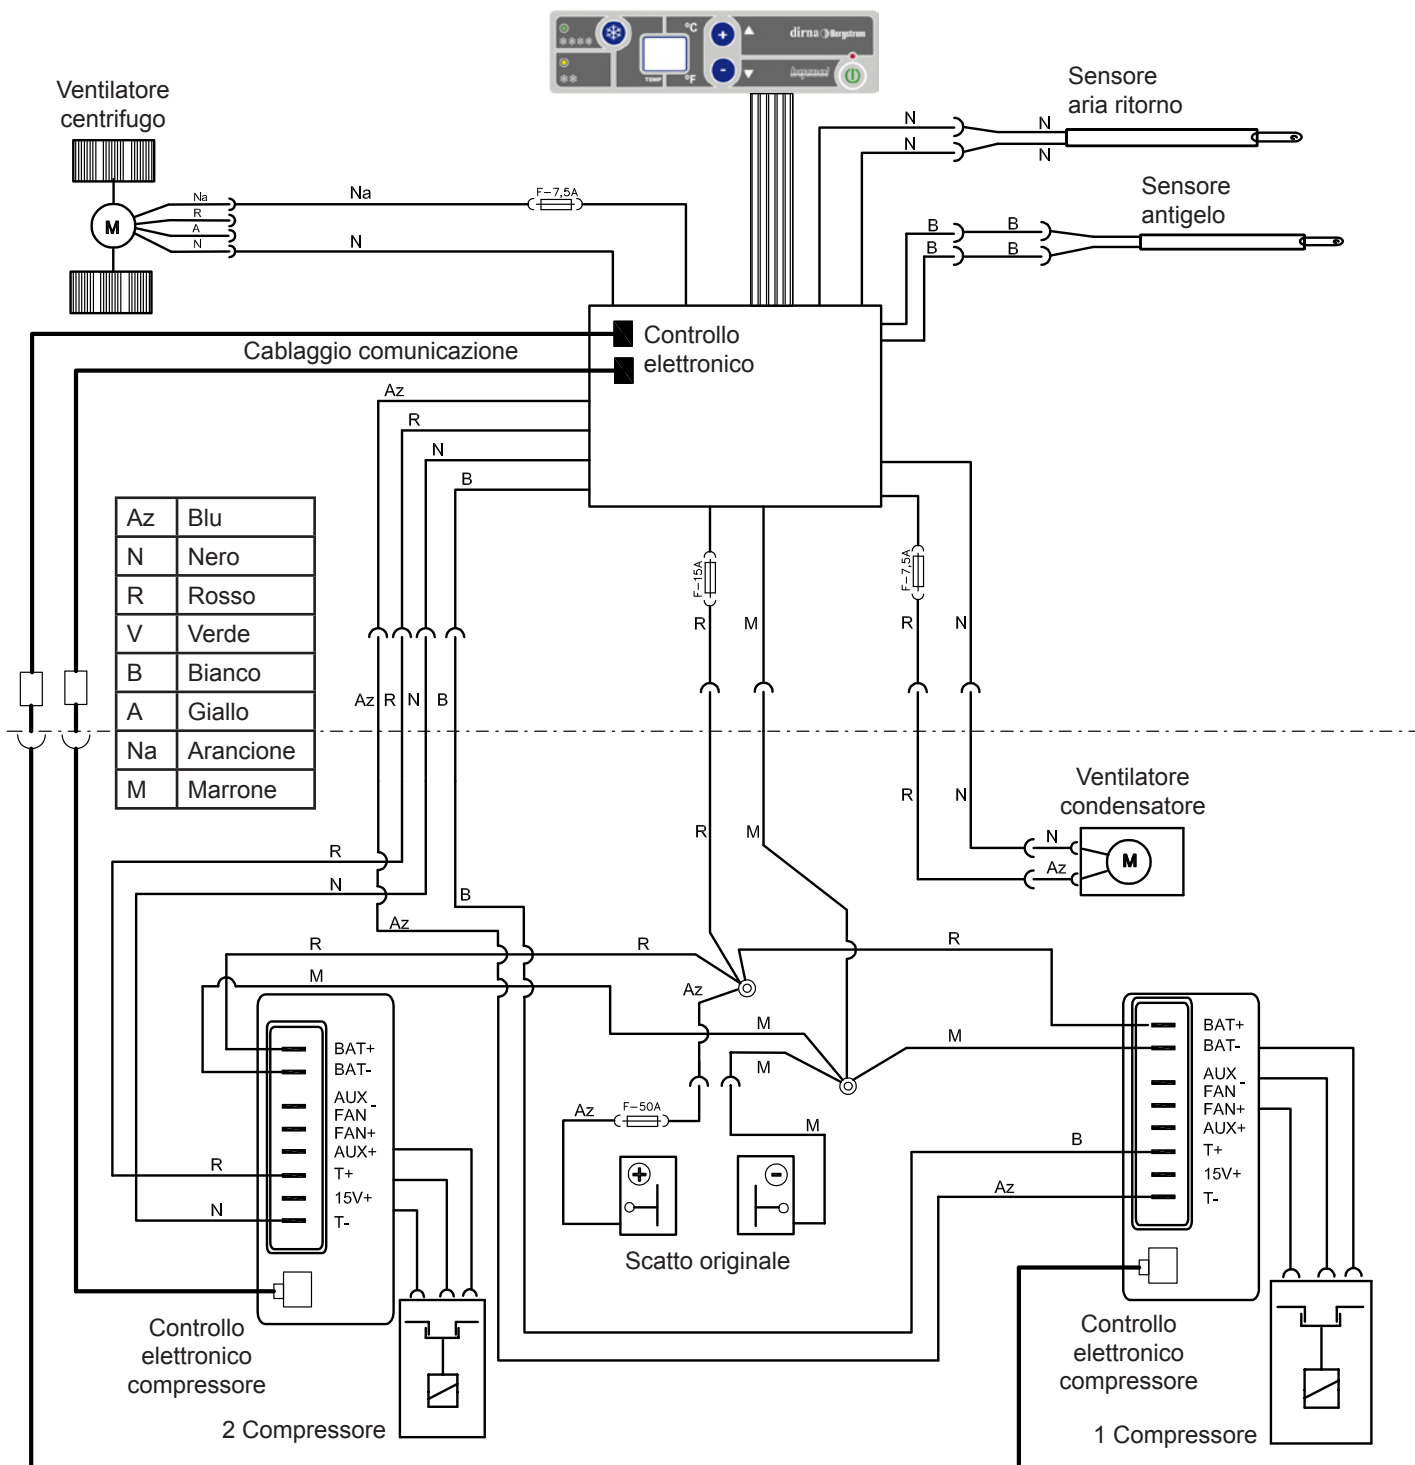 °C
dirna Bergstrom
TEMP
°F
Ventilatore
centrifugo
Sensore
aria ritorno
N
N
N
N
Sensore
antigelo
B
B
B
B
Na
R
A
N
Na
N
F-7,5A
M
Controllo
elettronico
Cablaggio comunicazione
Az
R
N
B
Az Blu
N Nero
R Rosso
V Verde
B Bianco
A Giallo
Na Arancione
M Marrone
F-15A
F-7,5A
R
M
R
N
Az
R
N
B
R
M
R
N
Ventilatore
condensatore
N
Az
M
R
N
B
Az
R
R
M
R
Az
M
M
M
BAT+
BAT-
AUX -
FAN
FAN+
AUX+
T+
15V+
T-
R
N
Az
F-50A
M
+
-
Scatto originale
B
Az
BAT+
BAT-
AUX -
FAN
FAN+
AUX+
T+
15V+
T-
Controllo
elettronico
compressore
2 Compressore
Controllo
elettronico
compressore
1 Compressore